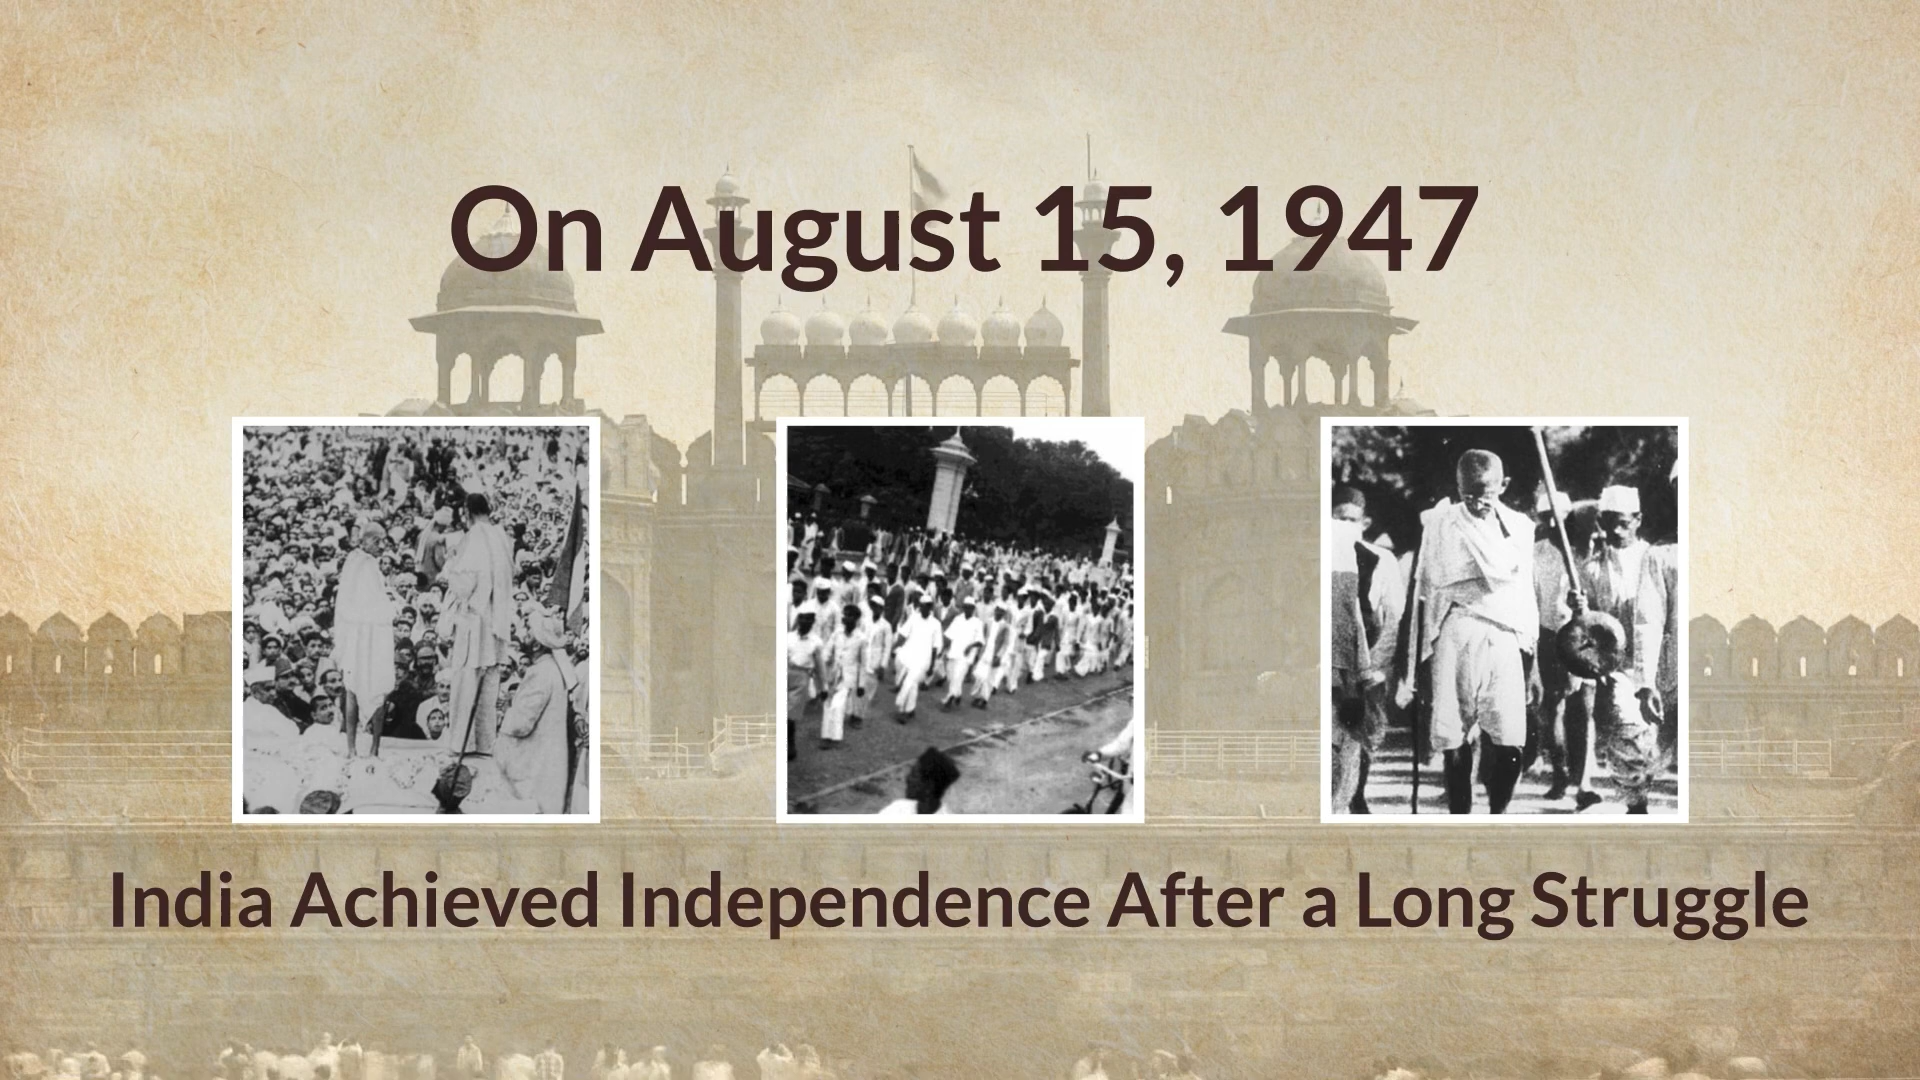 On August 15, 1947
India Achieved Independence After a Long Struggle